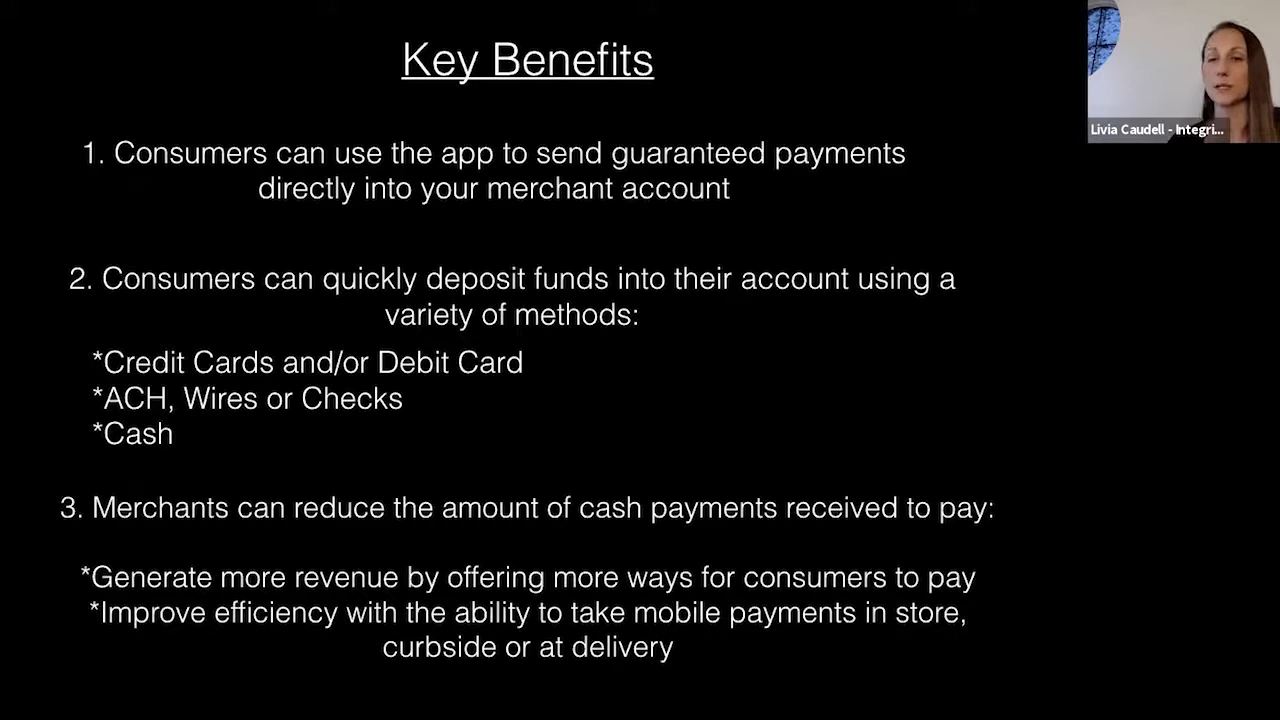 Key Benefits
1. Consumers can use the app to send guaranteed payments
directly into your merchant account
2. Consumers can quickly deposit funds into their account using a
variety of methods:
*Credit Cards and/or Debit Card
*ACH, Wires or Checks
*Cash
3. Merchants can reduce the amount of cash payments received to pay:
*Generate more revenue by offering more ways for consumers to pay
*Improve efficiency with the ability to take mobile payments in store,
curbside or at delivery
Livia Caudell - Integri...